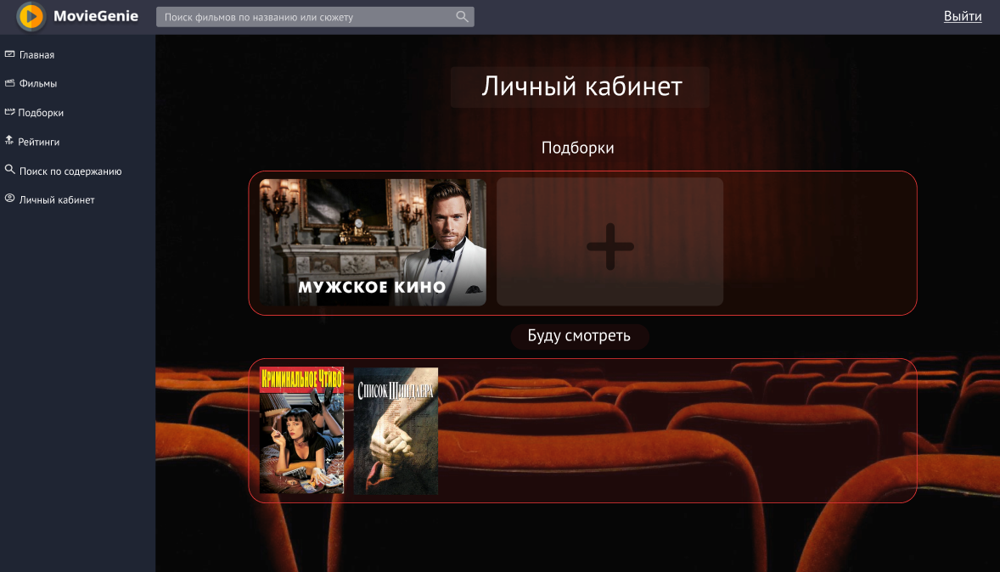 MovieGenie
Поиск фильмов по названию или сюжету
Выйти
Главная
Фильмы
Подборки
Рейтинги
Поиск по содержанию
Личный кабинет
Личный кабинет
Подборки
МУЖСКОЕ КИНО
Буду смотреть
Криминальное Чтиво
Список Шиндлера